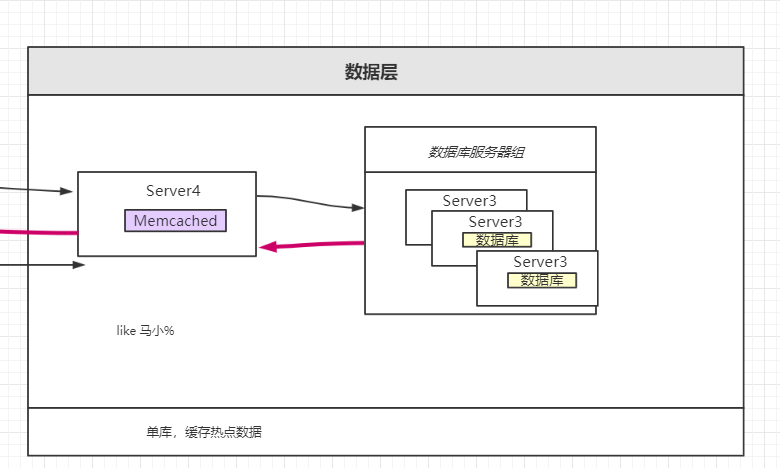 数据层
数据库服务器组
Server4
Memcached
Server3
Server3
数据库
Server3
数据库
like 马小%
单库，缓存热点数据